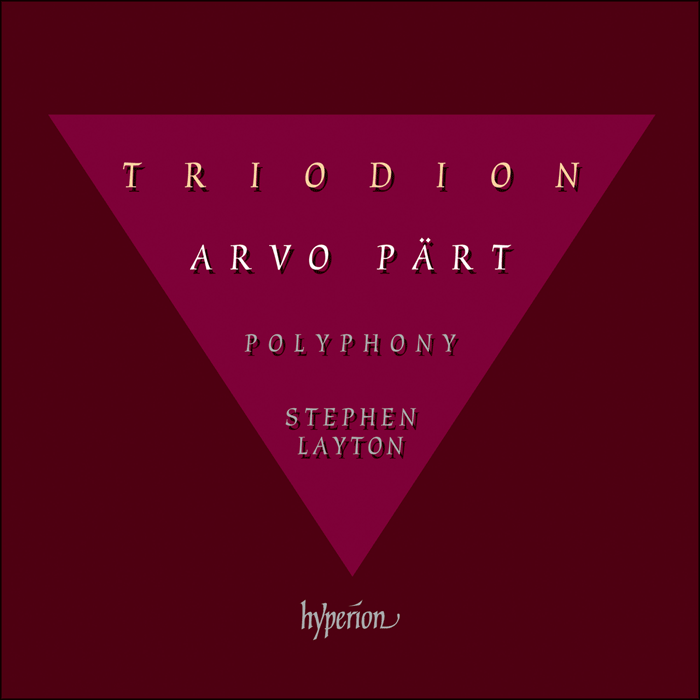 TRIODION
ARVO PÄRT
POLYPHONY
STEPHEN
LAYTON
hyperion